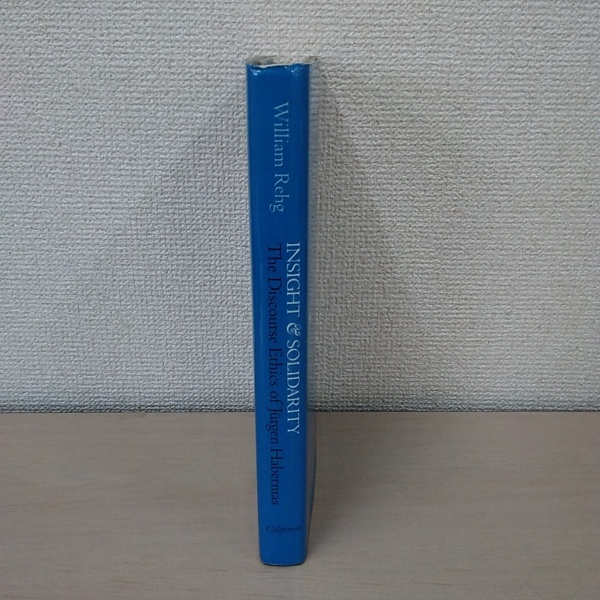 William Rehg
INSIGHT & SOLIDARITY
The Discourse Ethics of Jürgen Habermas
California